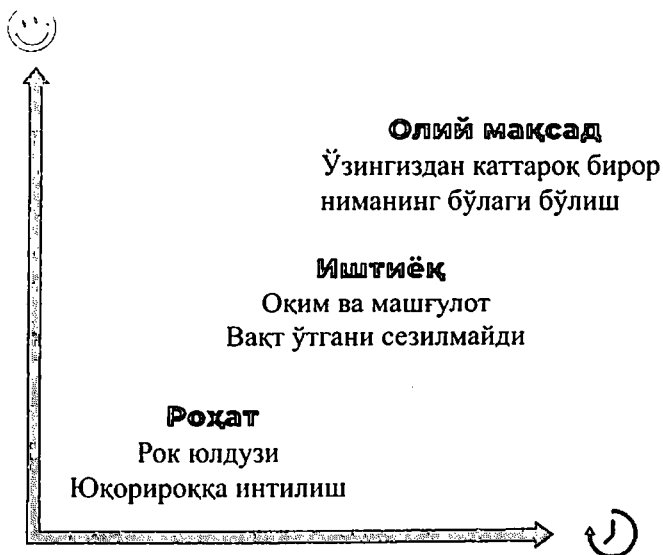 Олий мақсад
Ўзингиздан каттароқ бирор
ниманинг бўлаги бўлиш
Иштиёқ
Оқим ва машғулот
Вақт ўтгани сезилмайди
Роҳат
Рок юлдузи
Юқорироққа интилиш